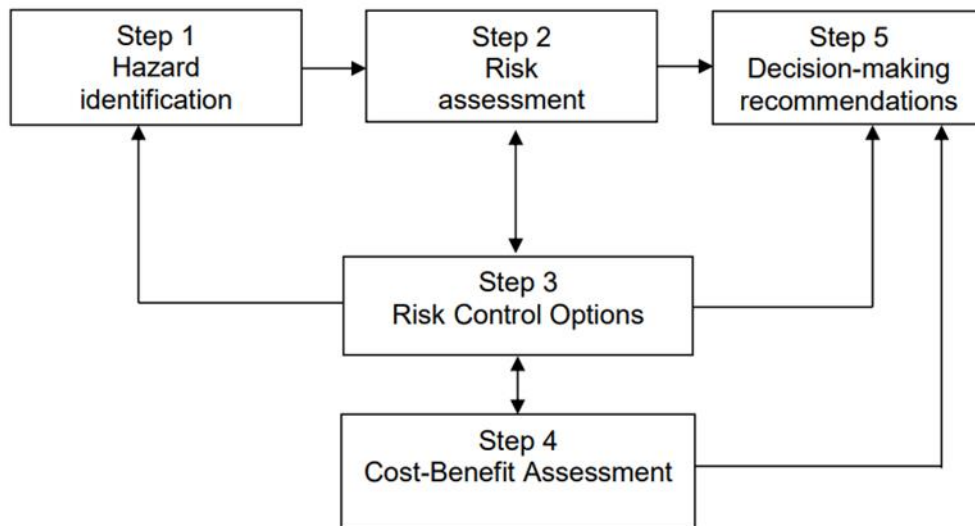 Step 1
Hazard
identification
Step 2
Risk
assessment
Step 5
Decision-making
recommendations
Step 3
Risk Control Options
Step 4
Cost-Benefit Assessment